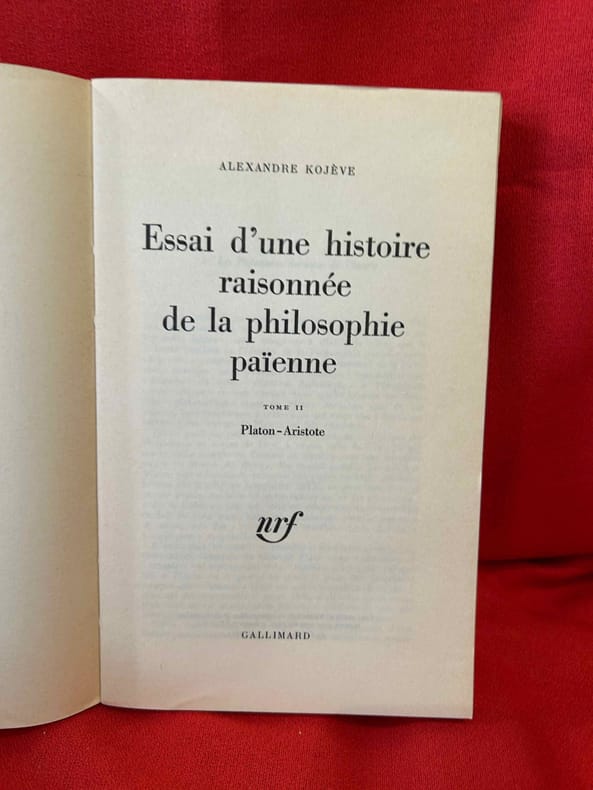 ALEXANDRE KOJÈVE
Essai d'une histoire
raisonnée
de la philosophie
païenne
TOME II
Platon – Aristote
nrf
GALLIMARD